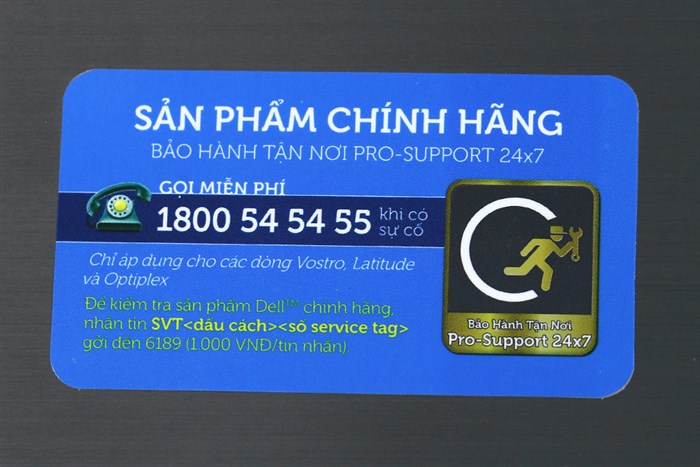 SẢN PHẨM CHÍNH HÃNG
BẢO HÀNH TẬN NƠI PRO-SUPPORT 24x7
GỌI MIỄN PHÍ
1800 54 54 55 khi có
sự cố
Chỉ áp dụng cho các dòng Vostro, Latitude
và Optiplex
Để kiểm tra sản phẩm Dell™ chính hãng,
nhắn tin SVT<dấu cách><số service tag>
gởi đến 6189 (1.000 VNĐ/tin nhắn).
Bảo Hành Tận Nơi
Pro-Support 24x7